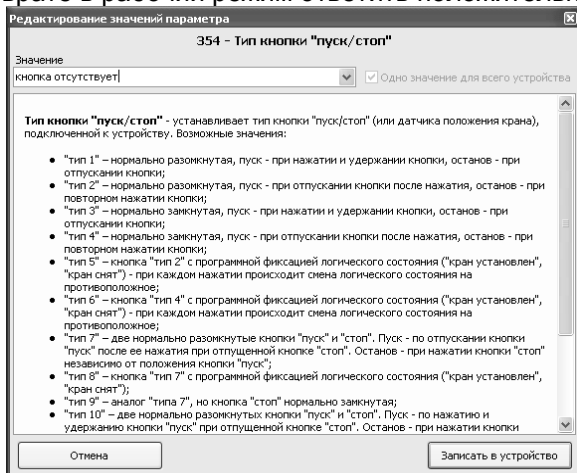 врате в рабочий режим ответить положительн
Редактирование значений параметра
354 - Тип кнопки "пуск/стоп"
Значение
кнопка отсутствует
Одно значение для всего устройства
Тип кнопки "пуск/стоп" - устанавливает тип кнопки "пуск/стоп" (или датчика положения крана),
подключенной к устройству. Возможные значения:
● "тип 1" – нормально разомкнутая, пуск - при нажатии и удержании кнопки, останов - при
отпускании кнопки;
● "тип 2" – нормально разомкнутая, пуск - при отпускании кнопки после нажатия, останов - при
повторном нажатии кнопки;
● "тип 3" – нормально замкнутая, пуск - при нажатии и удержании кнопки, останов - при
отпускании кнопки;
● "тип 4" – нормально замкнутая, пуск - при отпускании кнопки после нажатия, останов - при
повторном нажатии кнопки;
● "тип 5" – кнопка "тип 2" с программной фиксацией логического состояния ("кран установлен",
"кран снят") - при каждом нажатии происходит смена логического состояния на
противоположное;
● "тип 6" – кнопка "тип 4" с программной фиксацией логического состояния ("кран установлен",
"кран снят") - при каждом нажатии происходит смена логического состояния на
противоположное;
● "тип 7" – две нормально разомкнутые кнопки "пуск" и "стоп". Пуск - по отпускании кнопки
"пуск" после ее нажатия при отпущенной кнопке "стоп". Останов - при нажатии кнопки "стоп"
независимо от положения кнопки "пуск";
● "тип 8" – кнопка "тип 7" с программной фиксацией логического состояния ("кран установлен",
"кран снят");
● "тип 9" – аналог "типа 7", но кнопка "стоп" нормально замкнутая;
● "тип 10" – две нормально разомкнутых кнопки "пуск" и "стоп". Пуск - по нажатию и
удержанию кнопки "пуск" при отпущенной кнопке "стоп". Останов - при нажатии кнопки
Отмена
Записать в устройство